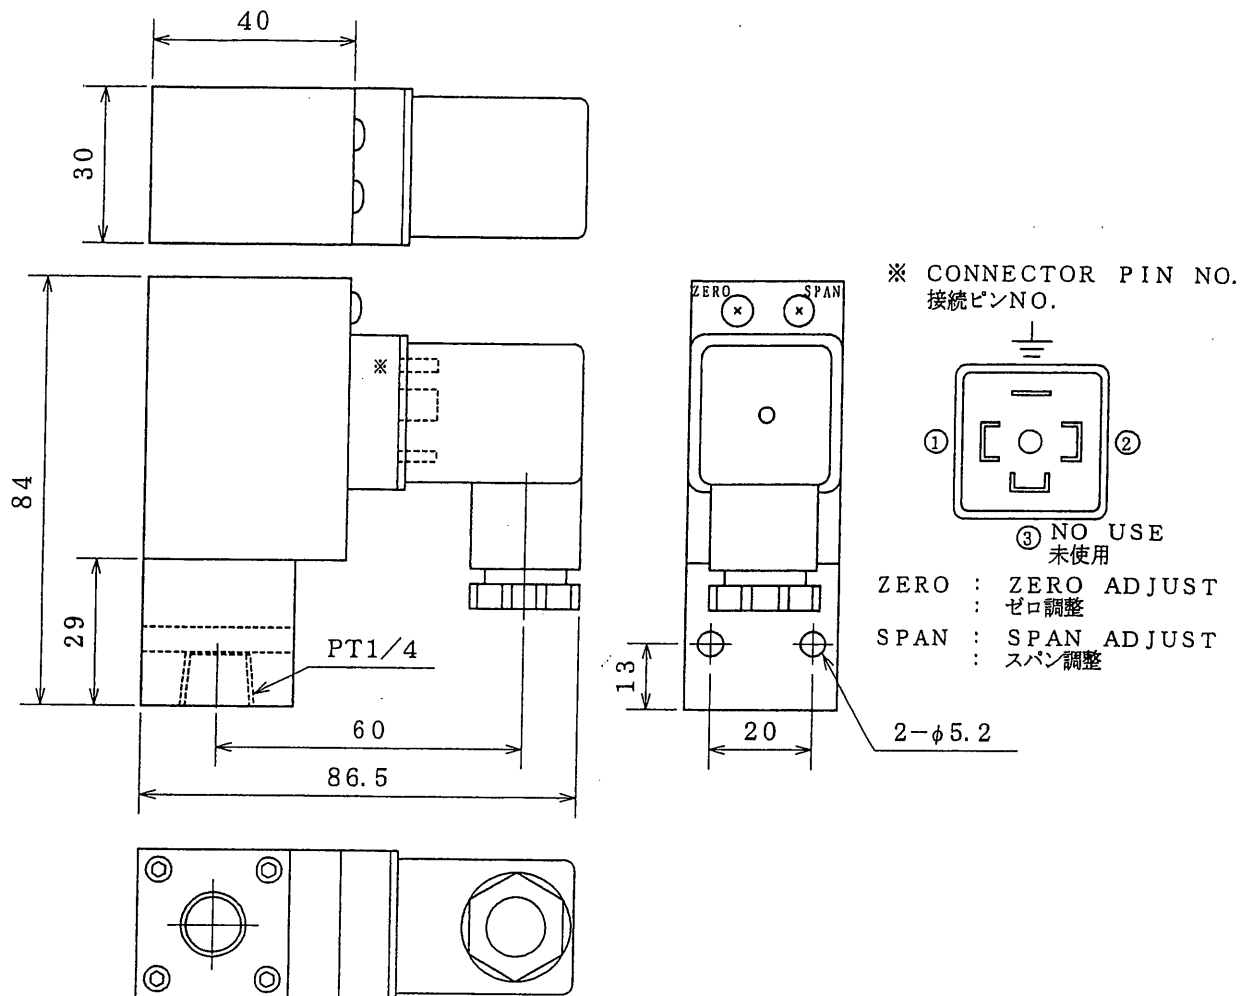 40
30
84
29
PT1/4
60
86.5
※
ZERO SPAN
13
20
2-φ5.2
※ CONNECTOR PIN NO.
接続ピンNO.
① ②
③ NO USE
未使用
ZERO : ZERO ADJUST
: ゼロ調整
SPAN : SPAN ADJUST
: スパン調整